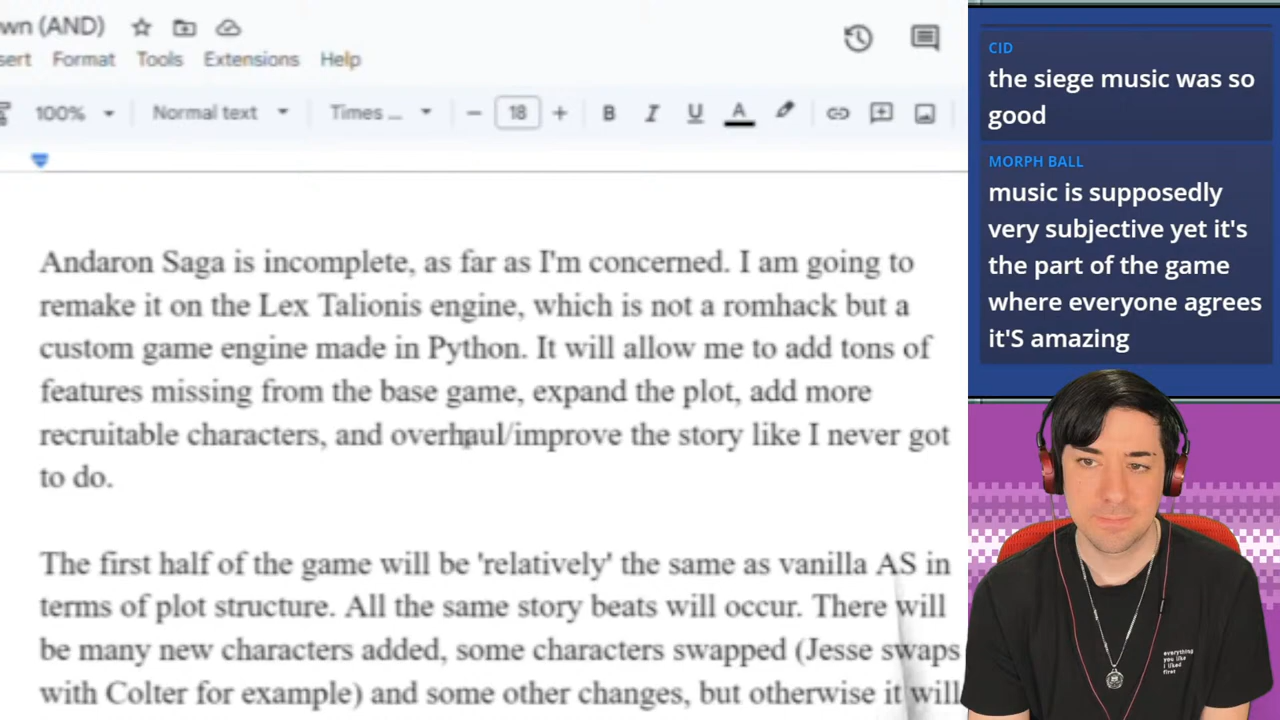 wn (AND)
sert Format Tools Extensions Help
100% Normal text Times ... − 18 + B I U A
Andaron Saga is incomplete, as far as I'm concerned. I am going to
remake it on the Lex Talionis engine, which is not a romhack but a
custom game engine made in Python. It will allow me to add tons of
features missing from the base game, expand the plot, add more
recruitable characters, and overhaul/improve the story like I never got
to do.
The first half of the game will be 'relatively' the same as vanilla AS in
terms of plot structure. All the same story beats will occur. There will
be many new characters added, some characters swapped (Jesse swaps
with Colter for example) and some other changes, but otherwise it will
CID
the siege music was so
good
MORPH BALL
music is supposedly
very subjective yet it's
the part of the game
where everyone agrees
it'S amazing
everything
you like
i liked
first